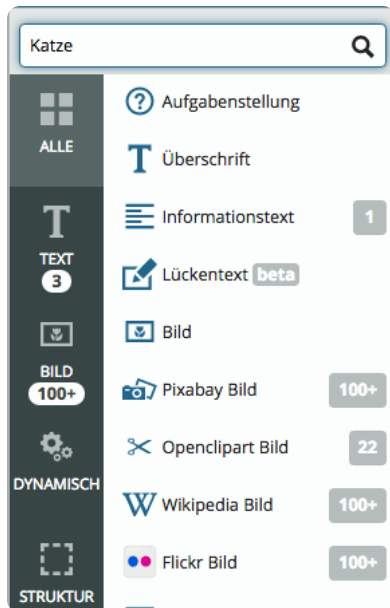 Katze
ALLE
TEXT
3
BILD
100+
DYNAMISCH
STRUKTUR
Aufgabenstellung
Überschrift
Informationstext 1
Lückentext beta
Bild
Pixabay Bild 100+
Openclipart Bild 22
Wikipedia Bild 100+
Flickr Bild 100+